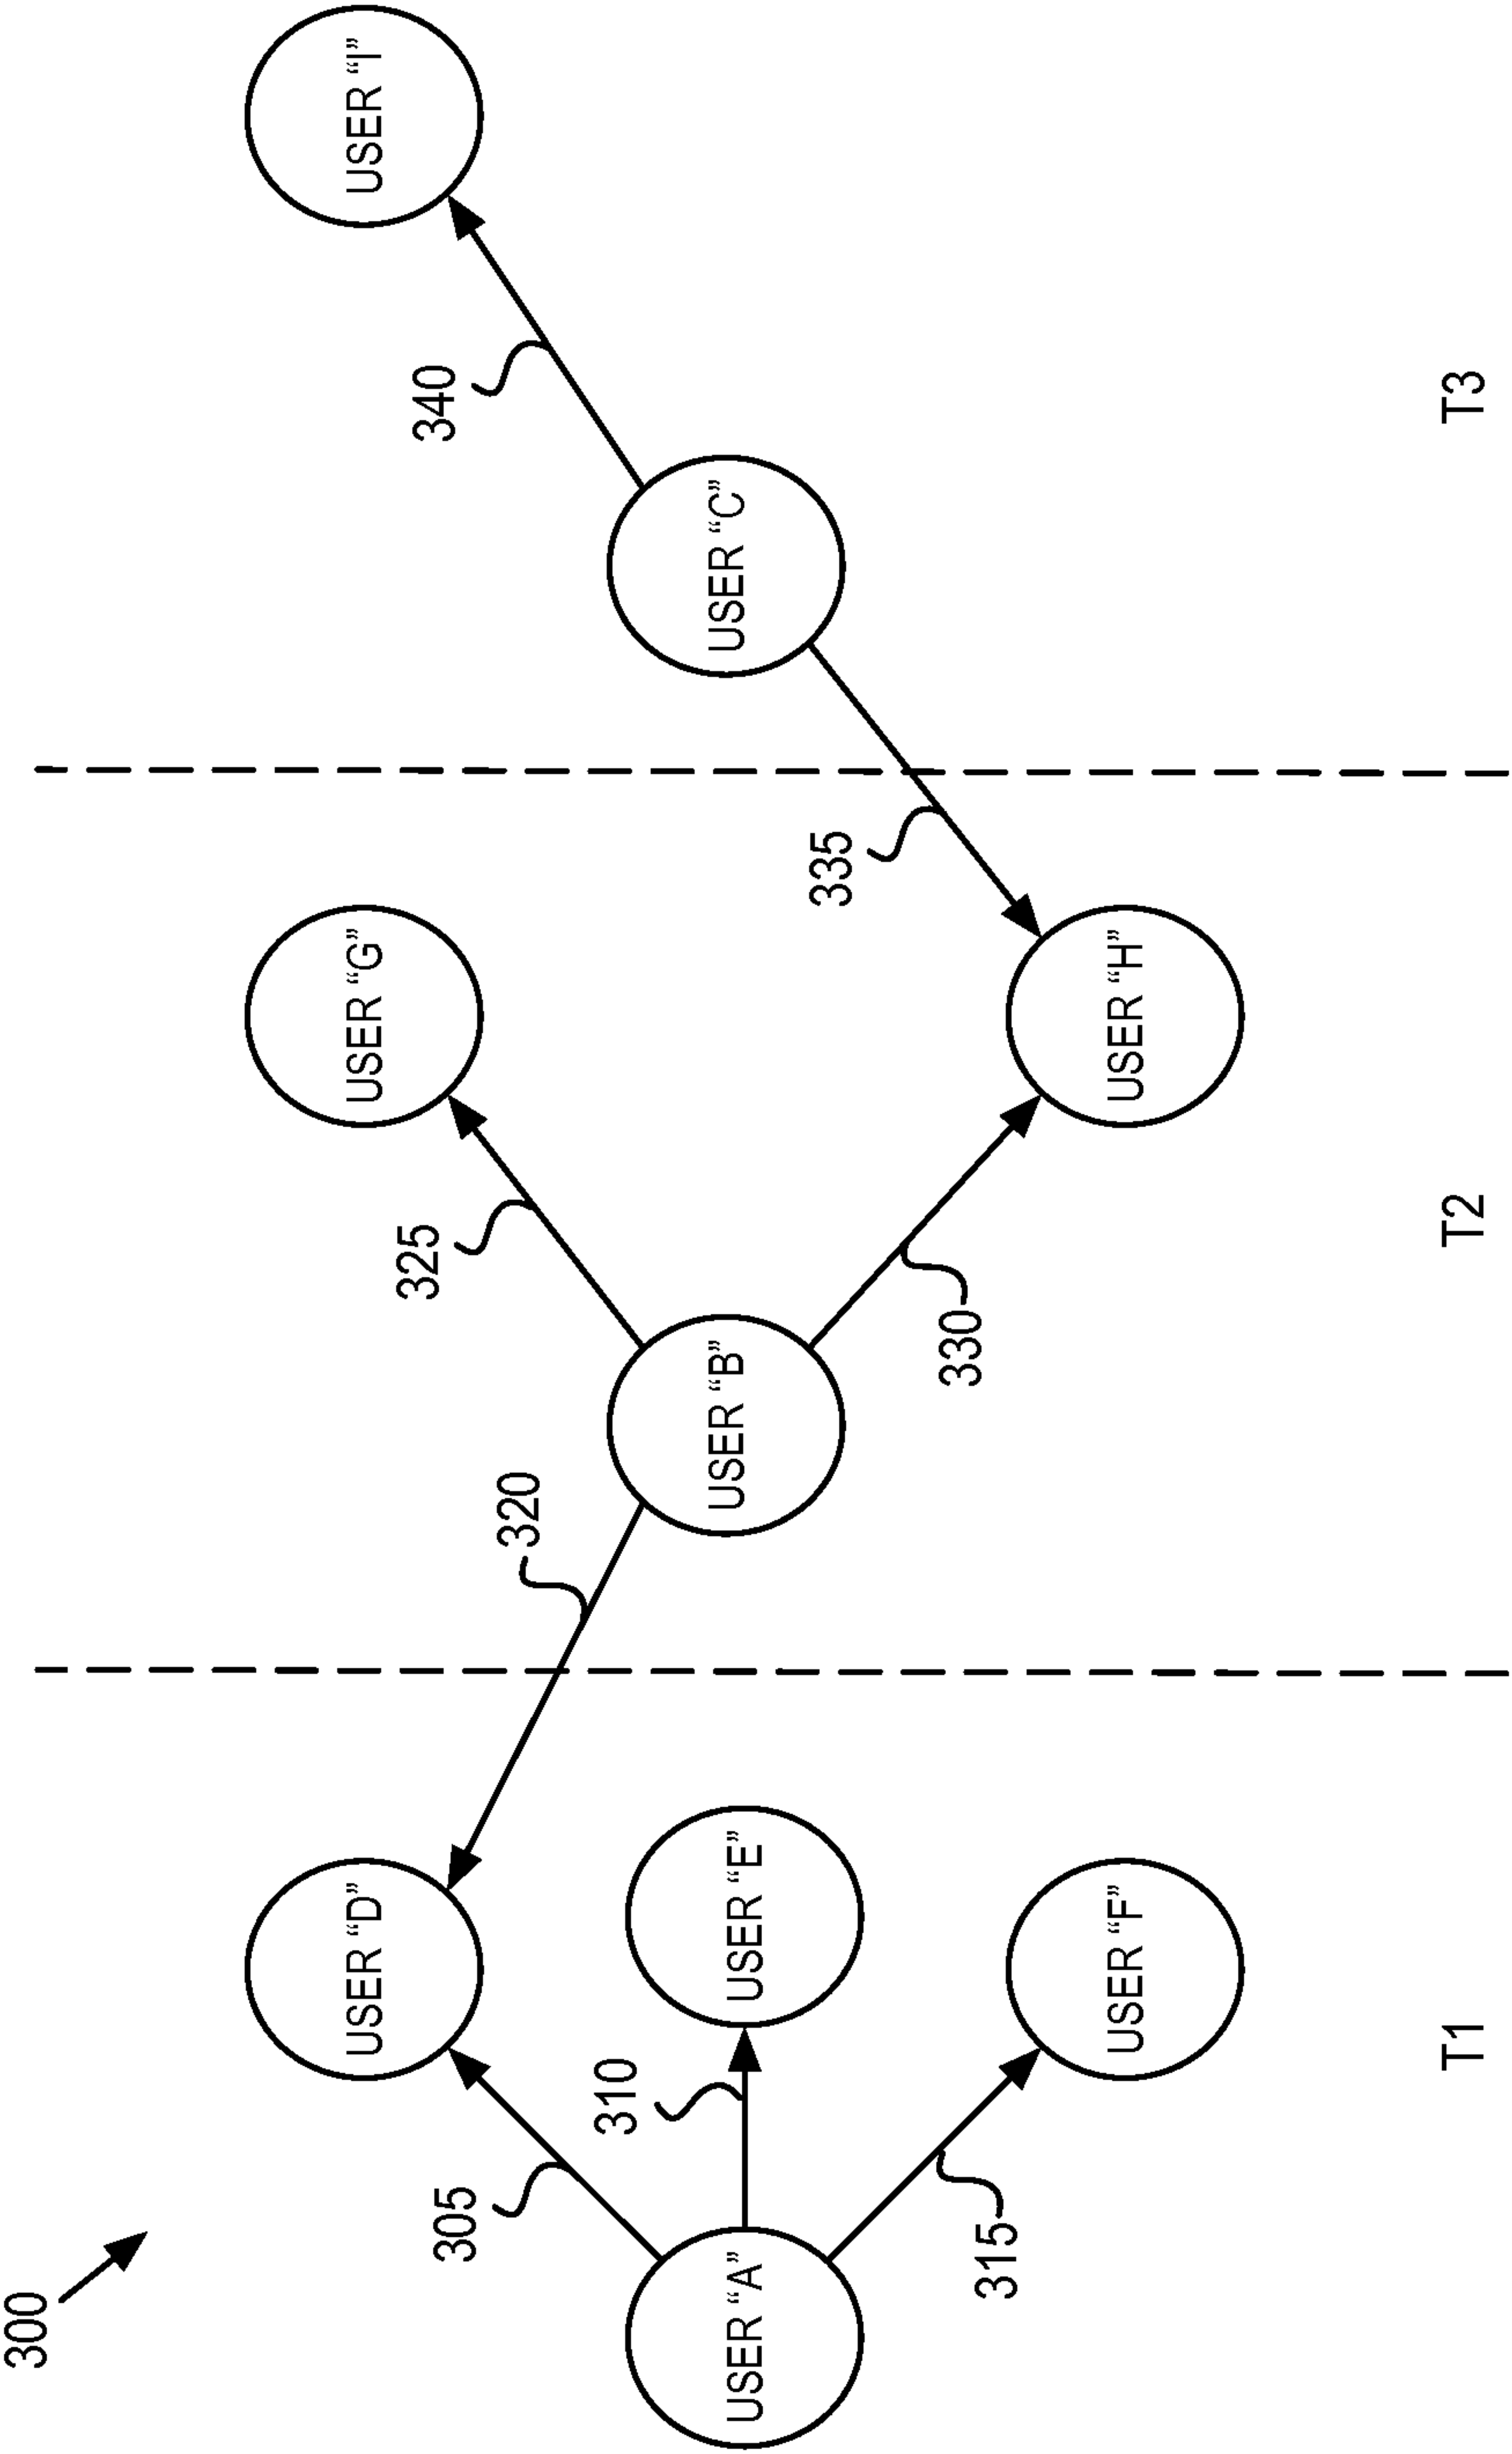 300
305
USER “D”
320
325
USER “G”
340
USER “I”
USER “A”
310
USER “E”
USER “B”
USER “C”
335
315
USER “F”
330
USER “H”
T1
T2
T3